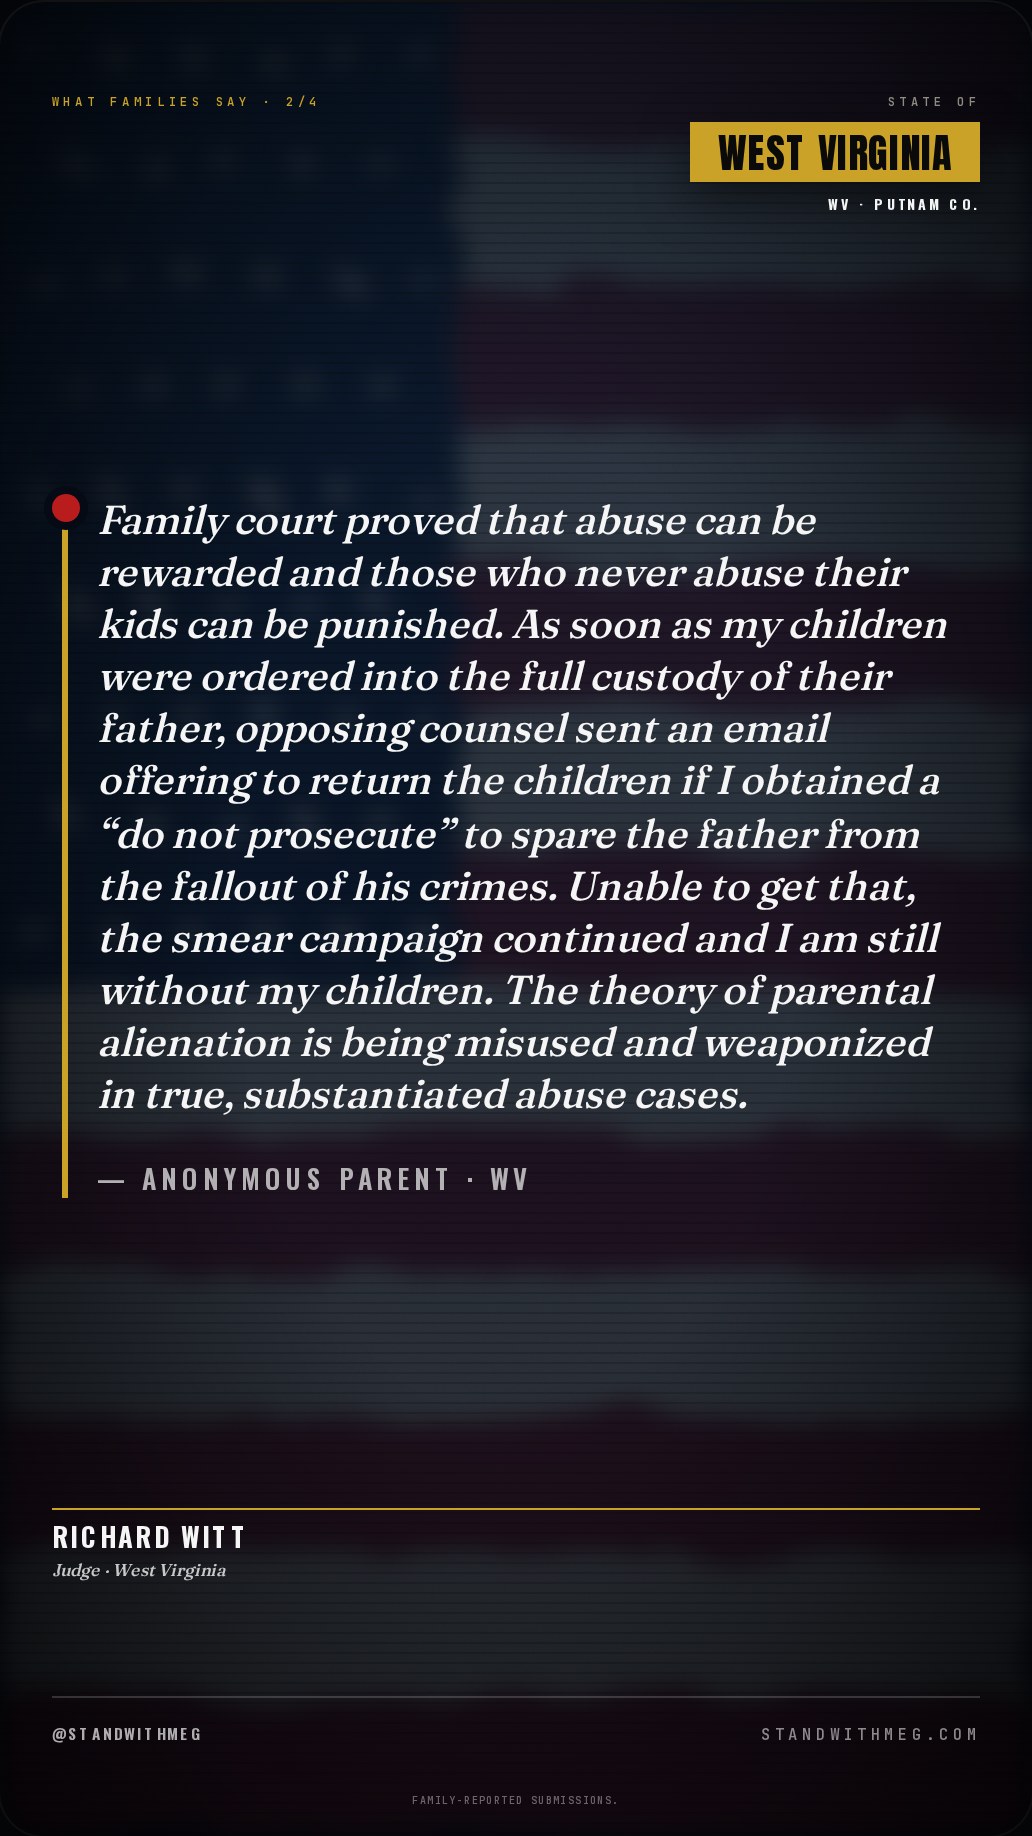 WHAT FAMILIES SAY · 2/4
STATE OF
WEST VIRGINIA
WV · PUTNAM CO.
Family court proved that abuse can be
rewarded and those who never abuse their
kids can be punished. As soon as my children
were ordered into the full custody of their
father, opposing counsel sent an email
offering to return the children if I obtained a
“do not prosecute” to spare the father from
the fallout of his crimes. Unable to get that,
the smear campaign continued and I am still
without my children. The theory of parental
alienation is being misused and weaponized
in true, substantiated abuse cases.
— ANONYMOUS PARENT · WV
RICHARD WITT
Judge · West Virginia
@STANDWITHMEG
STANDWITHMEG.COM
FAMILY-REPORTED SUBMISSIONS.